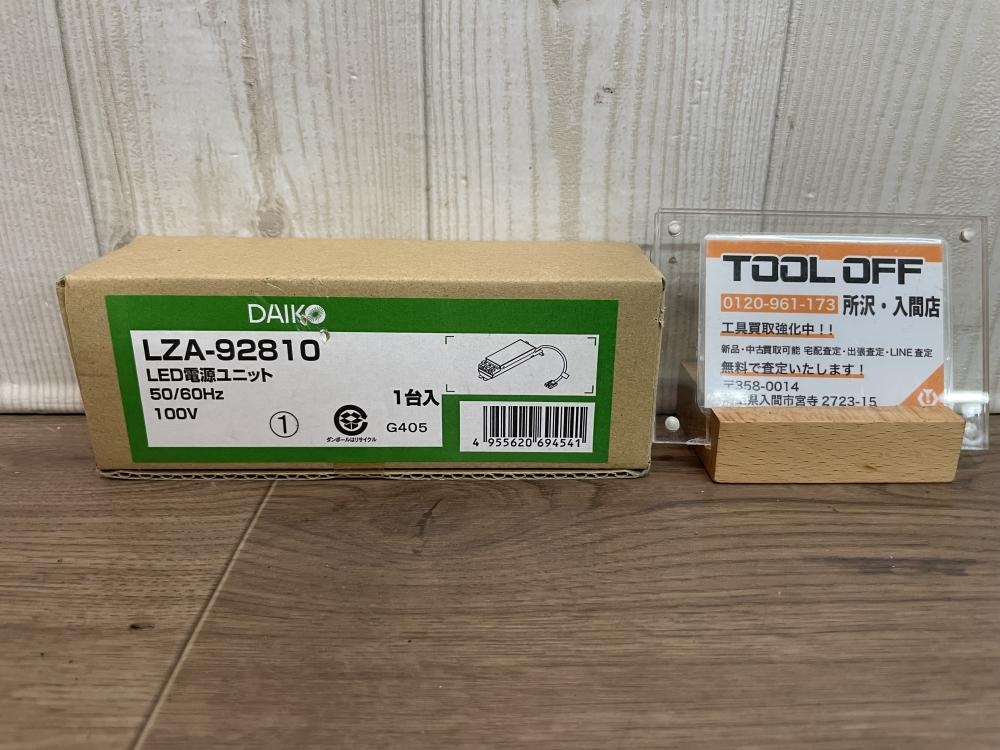 DAIKO
LZA-92810
LED電源ユニット
50/60Hz
100V
①
ダンボールはリサイクル
G405
1台入
4 955620 694541
TOOL OFF
0120-961-173 所沢・入間店
工具買取強化中！！
新品・中古買取可能 宅配査定・出張査定・LINE査定
無料で査定いたします！
〒358-0014
県入間市宮寺 2723-15